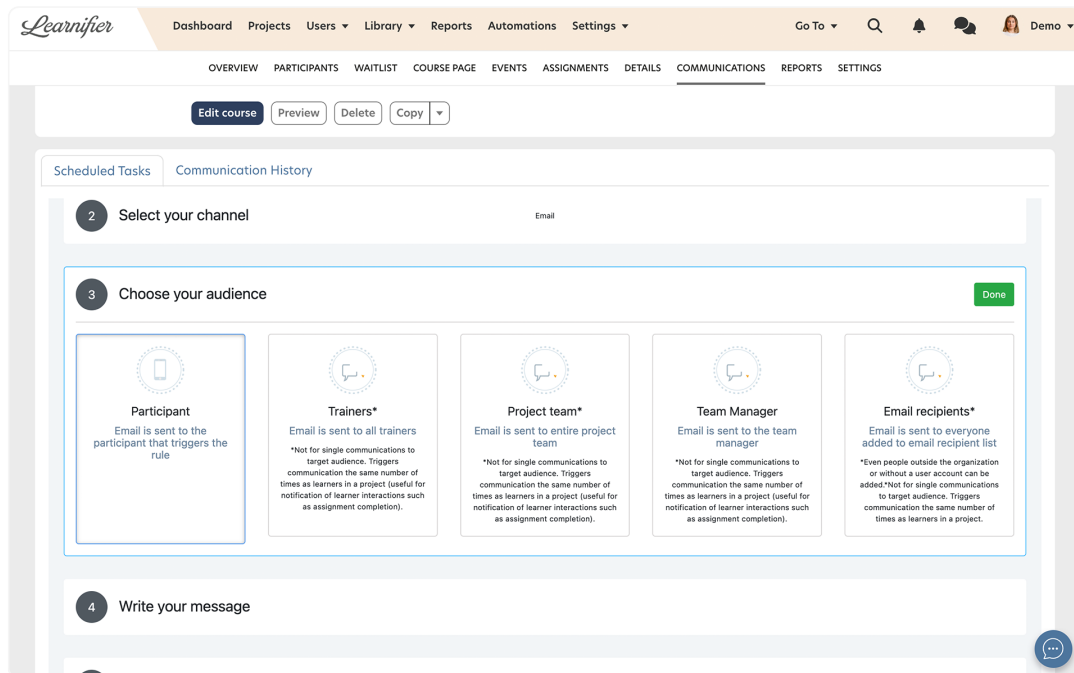 Learnifier
Dashboard Projects Users Library Reports Automations Settings Go To Demo
OVERVIEW PARTICIPANTS WAITLIST COURSE PAGE EVENTS ASSIGNMENTS DETAILS COMMUNICATIONS REPORTS SETTINGS
Edit course Preview Delete Copy
Scheduled Tasks Communication History
2 Select your channel Email
3 Choose your audience Done
Participant
Email is sent to the
participant that triggers the
rule
Trainers*
Email is sent to all trainers
*Not for single communications to
target audience. Triggers
communication the same number of
times as learners in a project (useful for
notification of learner interactions such
as assignment completion).
Project team*
Email is sent to entire project
team
*Not for single communications to
target audience. Triggers
communication the same number of
times as learners in a project (useful for
notification of learner interactions such
as assignment completion).
Team Manager
Email is sent to the team
manager
*Not for single communications to
target audience. Triggers
communication the same number of
times as learners in a project (useful for
notification of learner interactions such
as assignment completion).
Email recipients*
Email is sent to everyone
added to email recipient list
*Even people outside the organization
or without a user account can be
added.*Not for single communications
to target audience. Triggers
communication the same number of
times as learners in a project.
4 Write your message